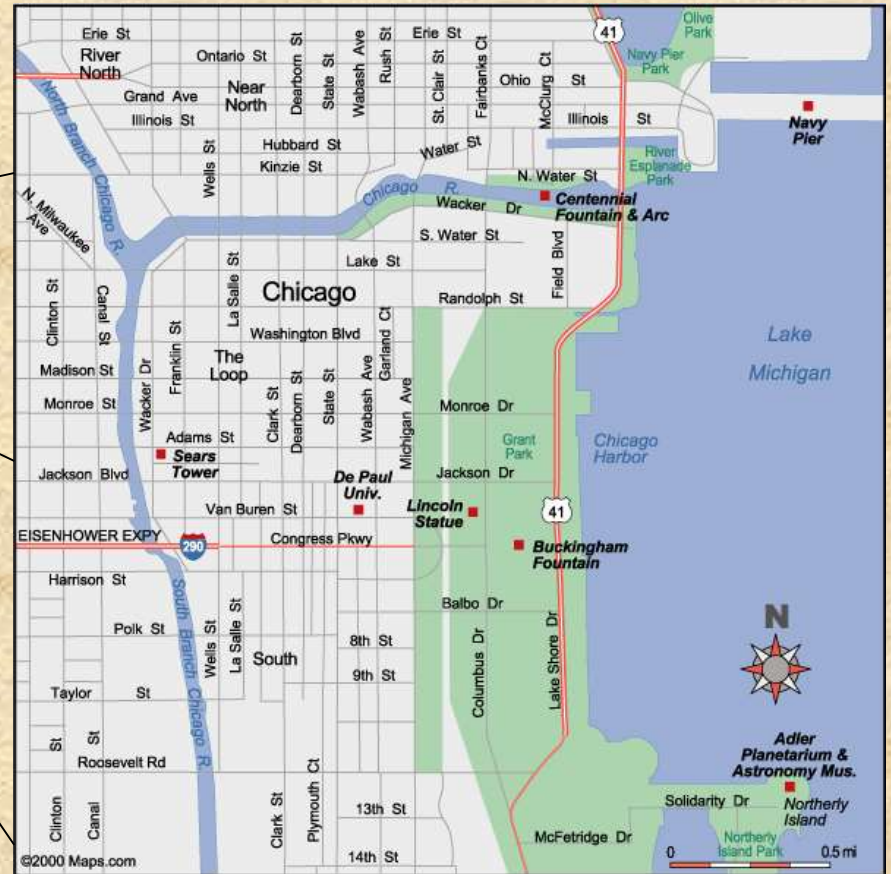 Erie St
Erie St
41
Olive
Park
River
North
Ontario St
Dearborn St
State St
Wabash Ave
Rush St
St. Clair St
Fairbanks Ct
McClurg Ct
Navy Pier
Park
Near
North
Ohio St
Grand Ave
Illinois St
Illinois St
Navy
Pier
North Branch Chicago R.
Wells St
Hubbard St
Water St
Kinzie St
River
Esplanade
Park
N. Water St
N. Milwaukee
Ave
Chicago R.
Wacker Dr
Centennial
Fountain & Arc
S. Water St
Field Blvd
Lake St
La Salle St
Clinton St
Canal St
Chicago
Randolph St
Franklin St
Washington Blvd
Garland Ct
Lake
Michigan
The
Loop
Madison St
Wacker Dr
Clark St
Dearborn St
State St
Wabash Ave
Michigan Ave
Monroe St
Monroe Dr
Adams St
Sears
Tower
Grant
Park
Chicago
Harbor
Jackson Blvd
Jackson Dr
De Paul
Univ.
Van Buren St
Lincoln
Statue
41
EISENHOWER EXPY
290
Congress Pkwy
Buckingham
Fountain
Harrison St
South Branch Chicago R.
Balbo Dr
Polk St
Wells St
La Salle St
South
8th St
9th St
Columbus Dr
Lake Shore Dr
N
Taylor St
Adler
Planetarium &
Astronomy Mus.
Clinton St
Canal St
Roosevelt Rd
Clark St
Plymouth Ct
13th St
Solidarity Dr
Northerly
Island
McFetridge Dr
Northerly
Island Park
14th St
0 0.5 mi
©2000 Maps.com